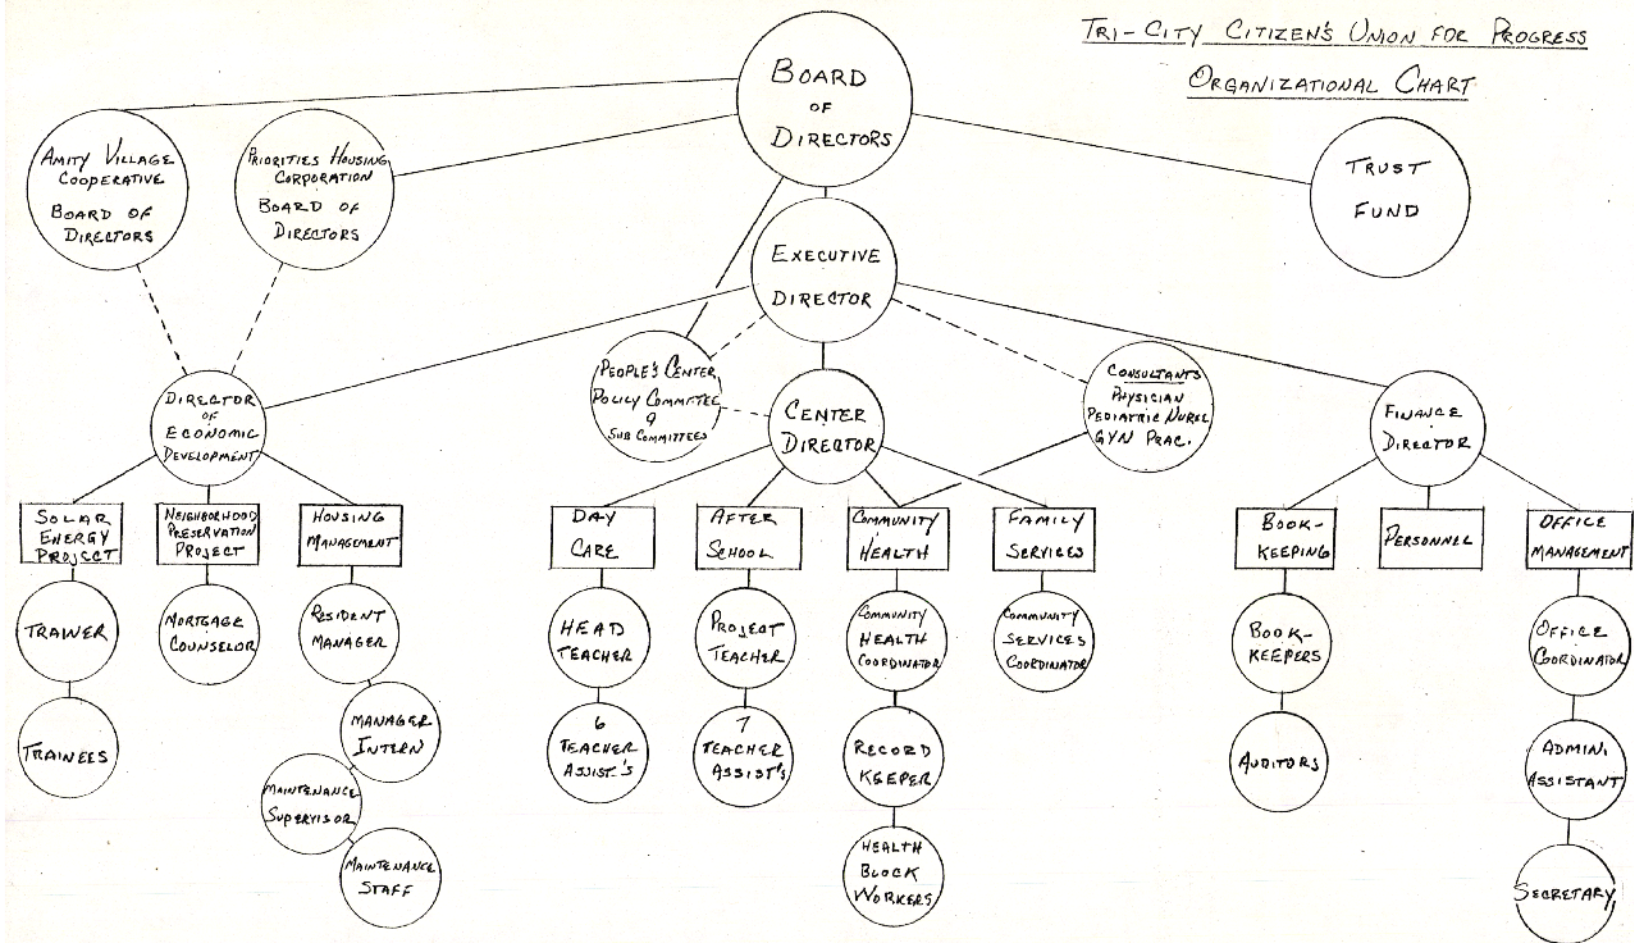 TRI-CITY CITIZEN'S UNION FOR PROGRESS
ORGANIZATIONAL CHART
BOARD
OF
DIRECTORS
AMITY VILLAGE
COOPERATIVE
BOARD OF
DIRECTORS
PRIORITIES HOUSING
CORPORATION
BOARD OF
DIRECTORS
TRUST
FUND
EXECUTIVE
DIRECTOR
PEOPLE'S CENTER
POLICY COMMITTEE
9
SUB COMMITTEES
CENTER
DIRECTOR
CONSULTANTS
PHYSICIAN
PEDIATRIC NURSE
GYN PRAC.
DIRECTOR
OF
ECONOMIC
DEVELOPMENT
FINANCE
DIRECTOR
SOLAR
ENERGY
PROJECT
NEIGHBORHOOD
PRESERVATION
PROJECT
HOUSING
MANAGEMENT
DAY
CARE
AFTER
SCHOOL
COMMUNITY
HEALTH
FAMILY
SERVICES
BOOK-
KEEPING
PERSONNEL
OFFICE
MANAGEMENT
TRAINER
MORTGAGE
COUNSELOR
RESIDENT
MANAGER
HEAD
TEACHER
PROJECT
TEACHER
COMMUNITY
HEALTH
COORDINATOR
COMMUNITY
SERVICES
COORDINATOR
BOOK-
KEEPERS
OFFICE
COORDINATOR
TRAINEES
MANAGER
INTERN
MAINTENANCE
SUPERVISOR
MAINTENANCE
STAFF
6
TEACHER
ASSIST.'S
7
TEACHER
ASSIST'S
RECORD
KEEPER
HEALTH
BLOCK
WORKERS
AUDITORS
ADMIN.
ASSISTANT
SECRETARY